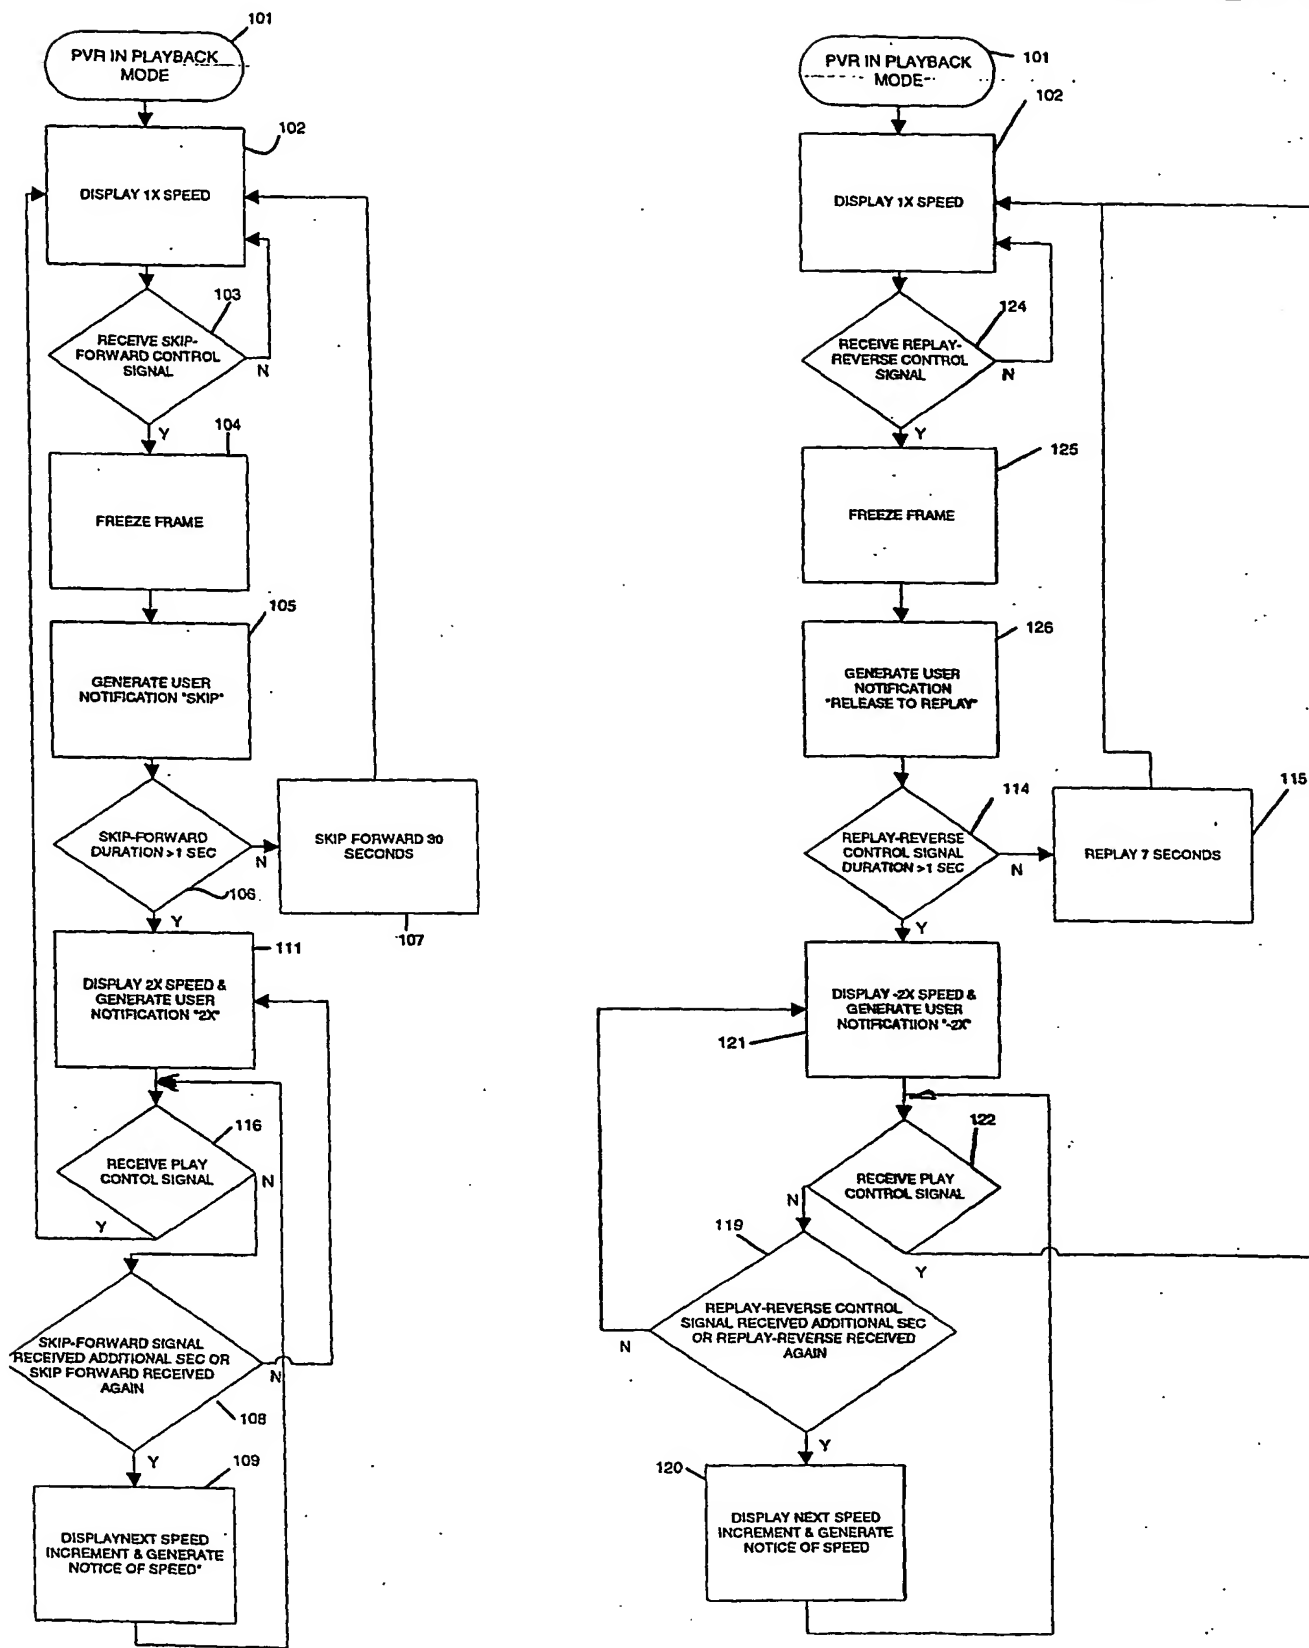 101
PVR IN PLAYBACK
MODE
102
DISPLAY 1X SPEED
103
RECEIVE SKIP-
FORWARD CONTROL
SIGNAL
N
Y
104
FREEZE FRAME
105
GENERATE USER
NOTIFICATION "SKIP"
SKIP-FORWARD
DURATION >1 SEC
N
106
Y
SKIP FORWARD 30
SECONDS
107
111
DISPLAY 2X SPEED &
GENERATE USER
NOTIFICATION "2X"
116
RECEIVE PLAY
CONTOL SIGNAL
N
Y
SKIP-FORWARD SIGNAL
RECEIVED ADDITIONAL SEC OR
SKIP FORWARD RECEIVED
AGAIN
N
108
Y
109
DISPLAYNEXT SPEED
INCREMENT & GENERATE
NOTICE OF SPEED"
101
PVR IN PLAYBACK
MODE
102
DISPLAY 1X SPEED
124
RECEIVE REPLAY-
REVERSE CONTROL
SIGNAL
N
Y
125
FREEZE FRAME
126
GENERATE USER
NOTIFICATION
"RELEASE TO REPLAY"
114
REPLAY-REVERSE
CONTROL SIGNAL
DURATION >1 SEC
N
Y
115
REPLAY 7 SECONDS
DISPLAY -2X SPEED &
GENERATE USER
NOTIFICATIION "-2X"
121
122
RECEIVE PLAY
CONTROL SIGNAL
N
Y
119
REPLAY-REVERSE CONTROL
SIGNAL RECEIVED ADDITIONAL SEC
OR REPLAY-REVERSE RECEIVED
AGAIN
N
Y
120
DISPLAY NEXT SPEED
INCREMENT & GENERATE
NOTICE OF SPEED